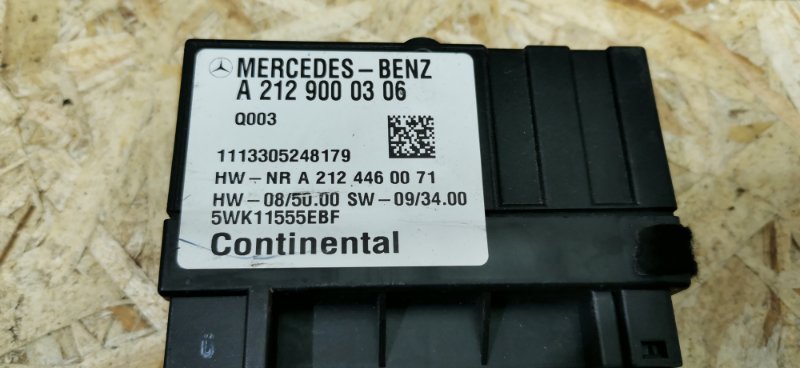 MERCEDES-BENZ
A 212 900 03 06
Q003
1113305248179
HW-NR A 212 446 00 71
HW-08/50.00 SW-09/34.00
5WK11555EBF
Continental